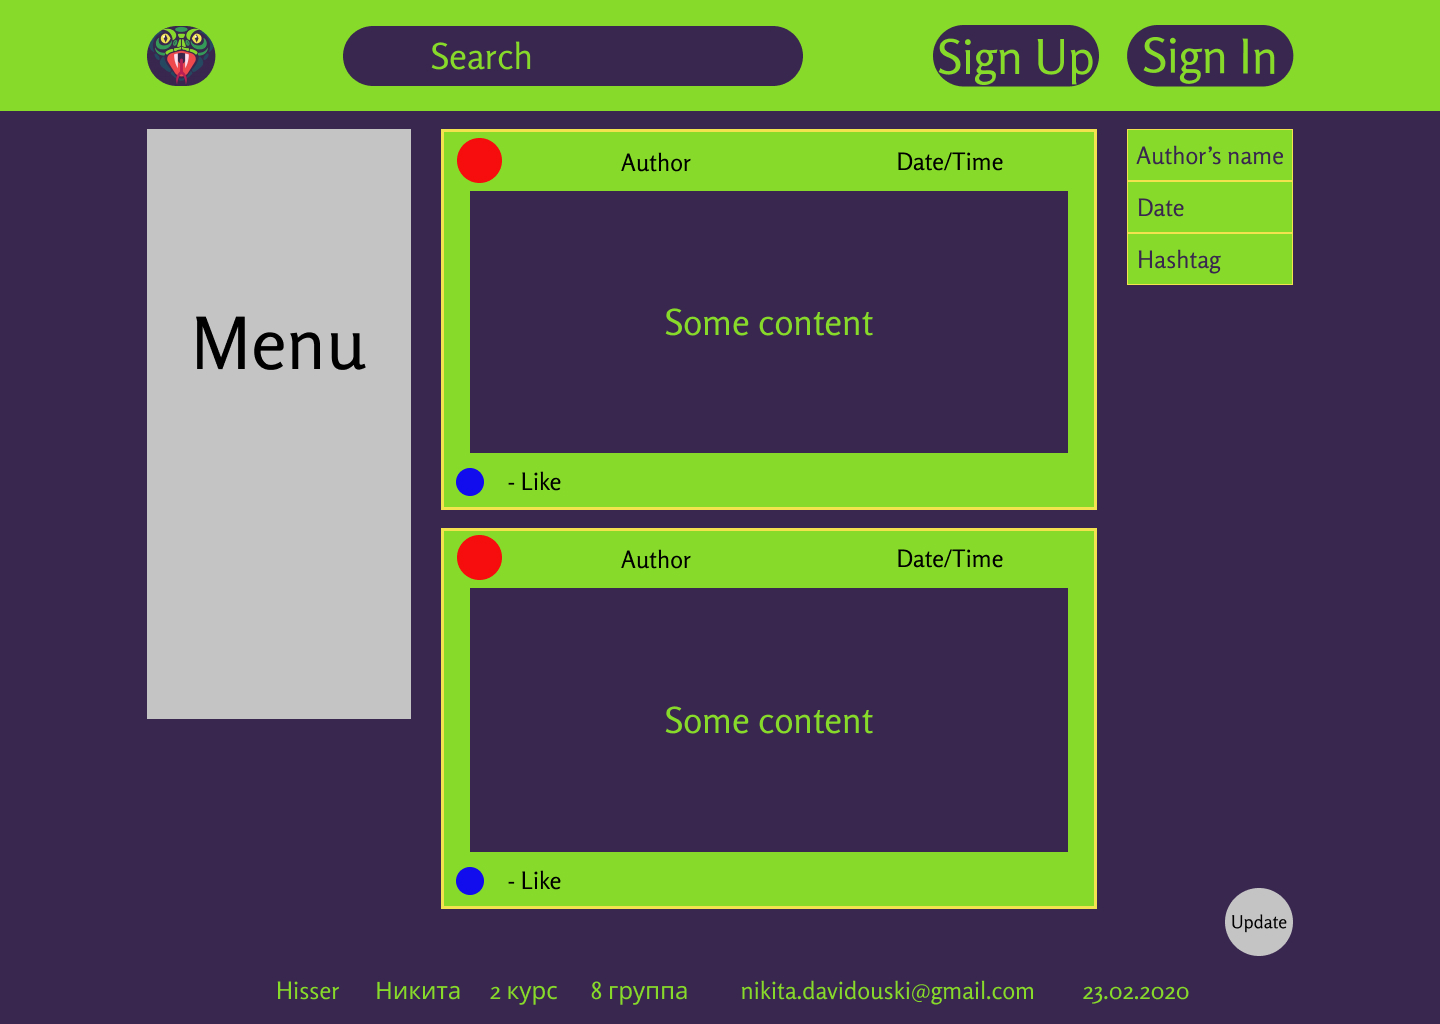 Search
Sign Up
Sign In
Menu
Author
Date/Time
Some content
- Like
Author
Date/Time
Some content
- Like
Author’s name
Date
Hashtag
Update
Hisser Никита 2 курс 8 группа nikita.davidouski@gmail.com 23.02.2020